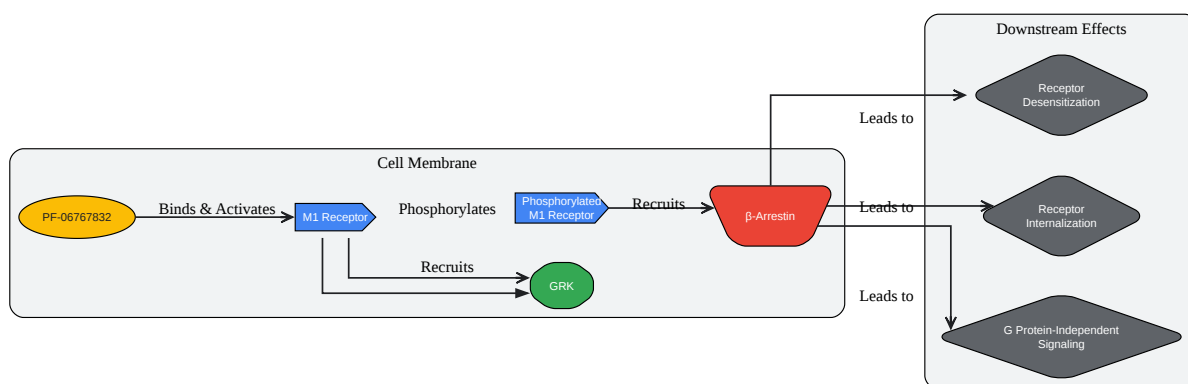 Downstream Effects
Receptor
Desensitization
Leads to
Cell Membrane
PF-06767832
Binds & Activates
M1 Receptor
Phosphorylates
Phosphorylated
M1 Receptor
Recruits
β-Arrestin
Leads to
Receptor
Internalization
Recruits
GRK
Leads to
G Protein-Independent
Signaling